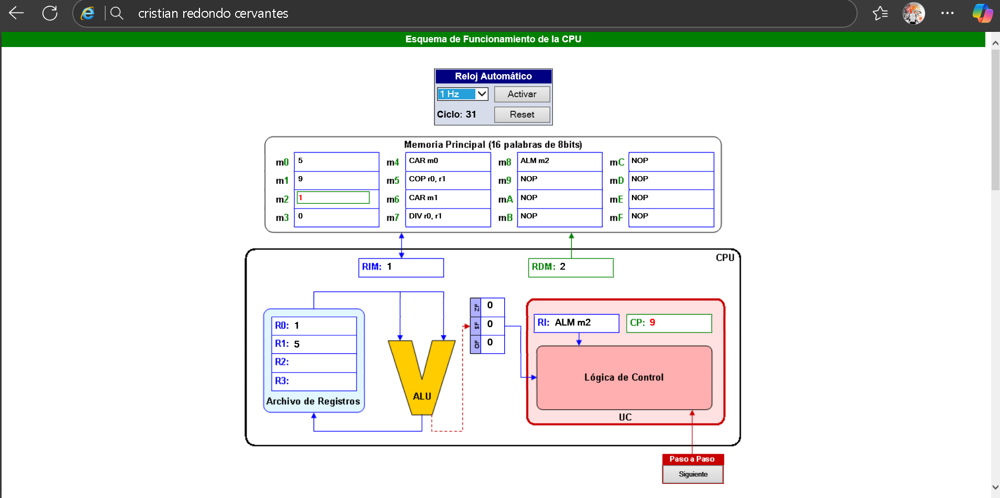 cristian redondo cervantes
Esquema de Funcionamiento de la CPU
Reloj Automático
1 Hz Activar
Ciclo: 31 Reset
Memoria Principal (16 palabras de 8bits)
m0 5 m4 CAR m0 m8 ALM m2 mC NOP
m1 9 m5 COP r0, r1 m9 NOP mD NOP
m2 1 m6 CAR m1 mA NOP mE NOP
m3 0 m7 DIV r0, r1 mB NOP mF NOP
CPU
RIM: 1 RDM: 2
ZF 0
SF 0
OF 0
R0: 1
R1: 5
R2:
R3:
Archivo de Registros
ALU
RI: ALM m2 CP: 9
Lógica de Control
UC
Paso a Paso
Siguiente